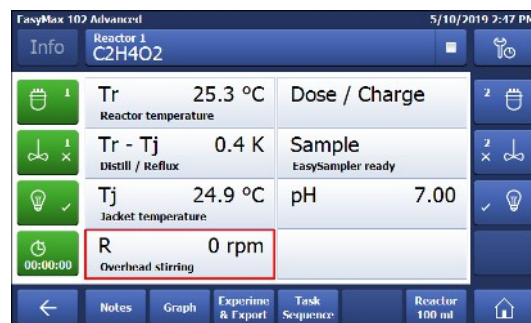 EasyMax 102 Advanced 5/10/2019 2:47 PM
Info
Reactor 1
C2H4O2
1
Tr 25.3 °C
Reactor temperature
Dose / Charge
2
1
Tr - Tj 0.4 K
Distill / Reflux
Sample
EasySampler ready
2
Tj 24.9 °C
Jacket temperature
pH 7.00
00:00:00
R 0 rpm
Overhead stirring
Notes
Graph
Experime
& Export
Task
Sequence
Reactor
100 ml